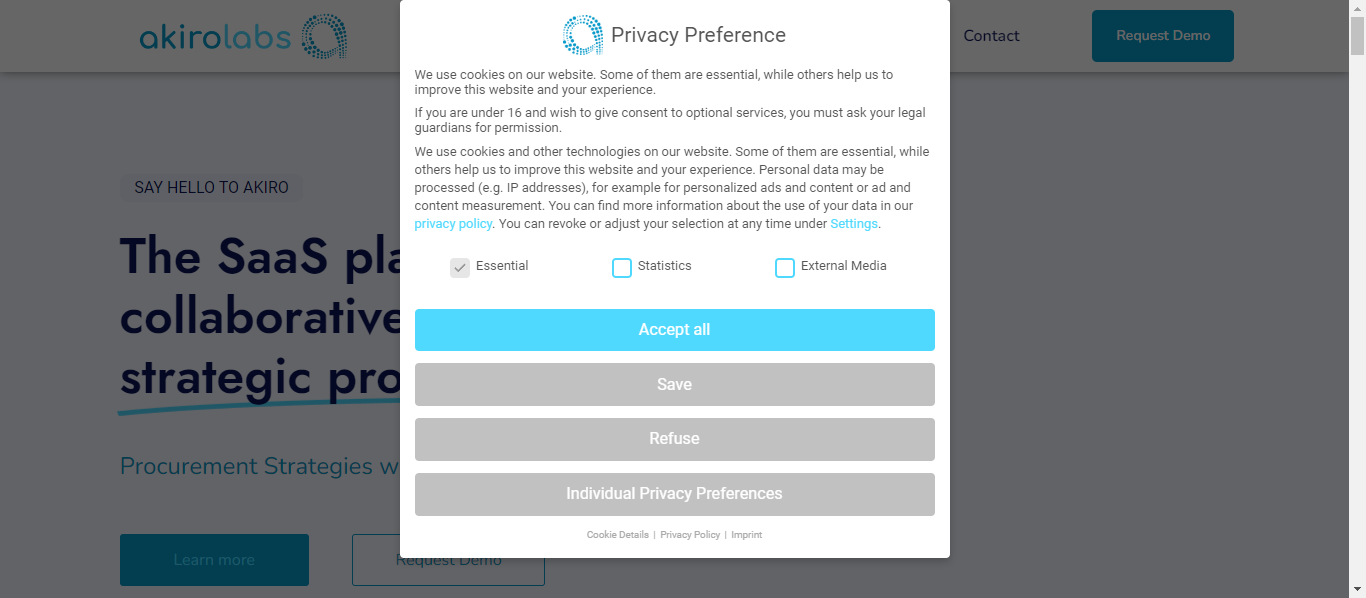 akirolabs
Contact
Request Demo
Privacy Preference
We use cookies on our website. Some of them are essential, while others help us to
improve this website and your experience.
If you are under 16 and wish to give consent to optional services, you must ask your legal
guardians for permission.
We use cookies and other technologies on our website. Some of them are essential, while
others help us to improve this website and your experience. Personal data may be
processed (e.g. IP addresses), for example for personalized ads and content or ad and
content measurement. You can find more information about the use of your data in our
privacy policy. You can revoke or adjust your selection at any time under Settings.
Essential
Statistics
External Media
Accept all
Save
Refuse
Individual Privacy Preferences
Cookie Details | Privacy Policy | Imprint
SAY HELLO TO AKIRO
The SaaS pla
collaborative
strategic pro
Procurement Strategies w
Learn more
Request Demo